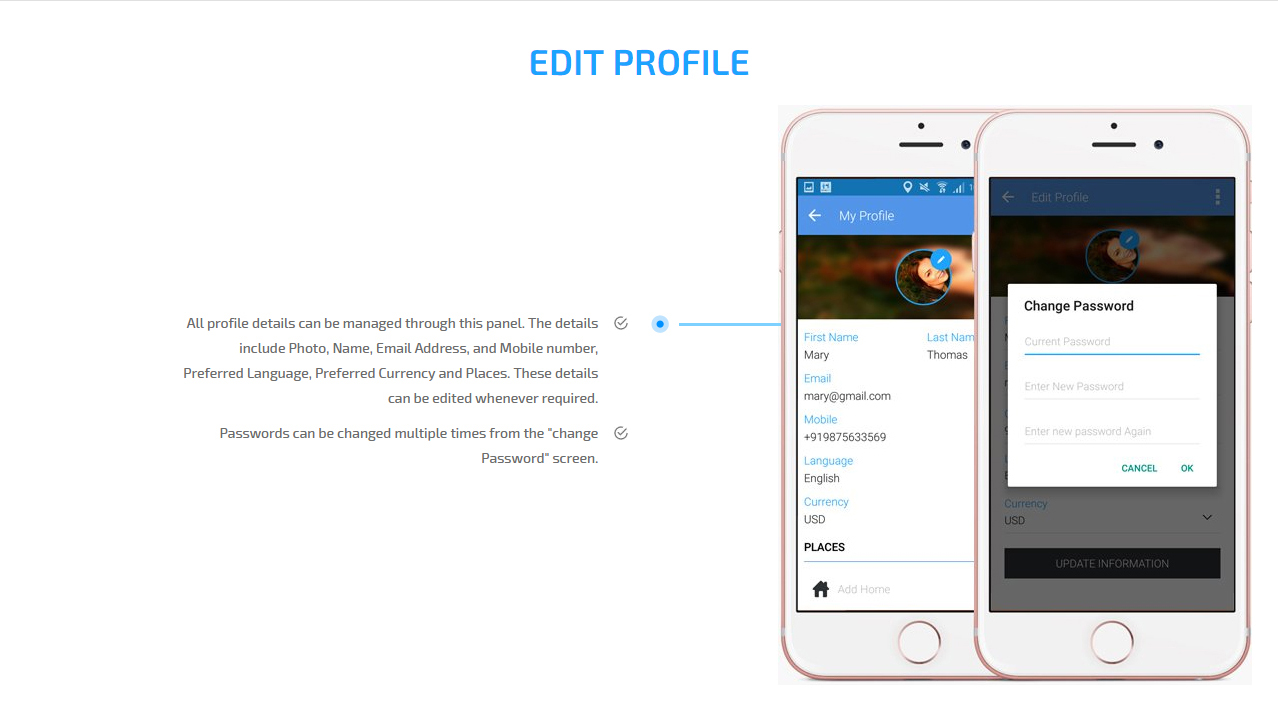 EDIT PROFILE
All profile details can be managed through this panel. The details
include Photo, Name, Email Address, and Mobile number,
Preferred Language, Preferred Currency and Places. These details
can be edited whenever required.
Passwords can be changed multiple times from the "change
Password" screen.
My Profile
First Name
Last Nam
Mary
Thomas
Email
mary@gmail.com
Mobile
+919875633569
Language
English
Currency
USD
PLACES
Add Home
Edit Profile
Change Password
Current Password
Enter New Password
Enter new password Again
CANCEL OK
Currency
USD
UPDATE INFORMATION